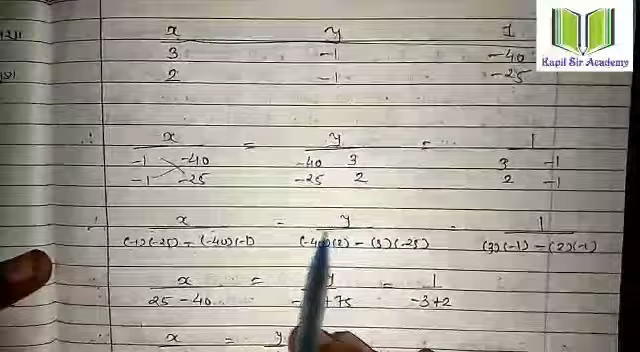 x y 1
3 -1 -40
2 -1 -25
Kapil Sir Academy
∴ x = y = 1
-1 -40 -40 3 3 -1
-1 -25 -25 2 2 -1
∴ x = y = 1
(-1)(-25) - (-40)(-1) (-40)(2) - (3)(-25) (3)(-1) - (2)(-1)
∴ x = y = 1
25 - 40 + 75 -3+2
∴ x = y